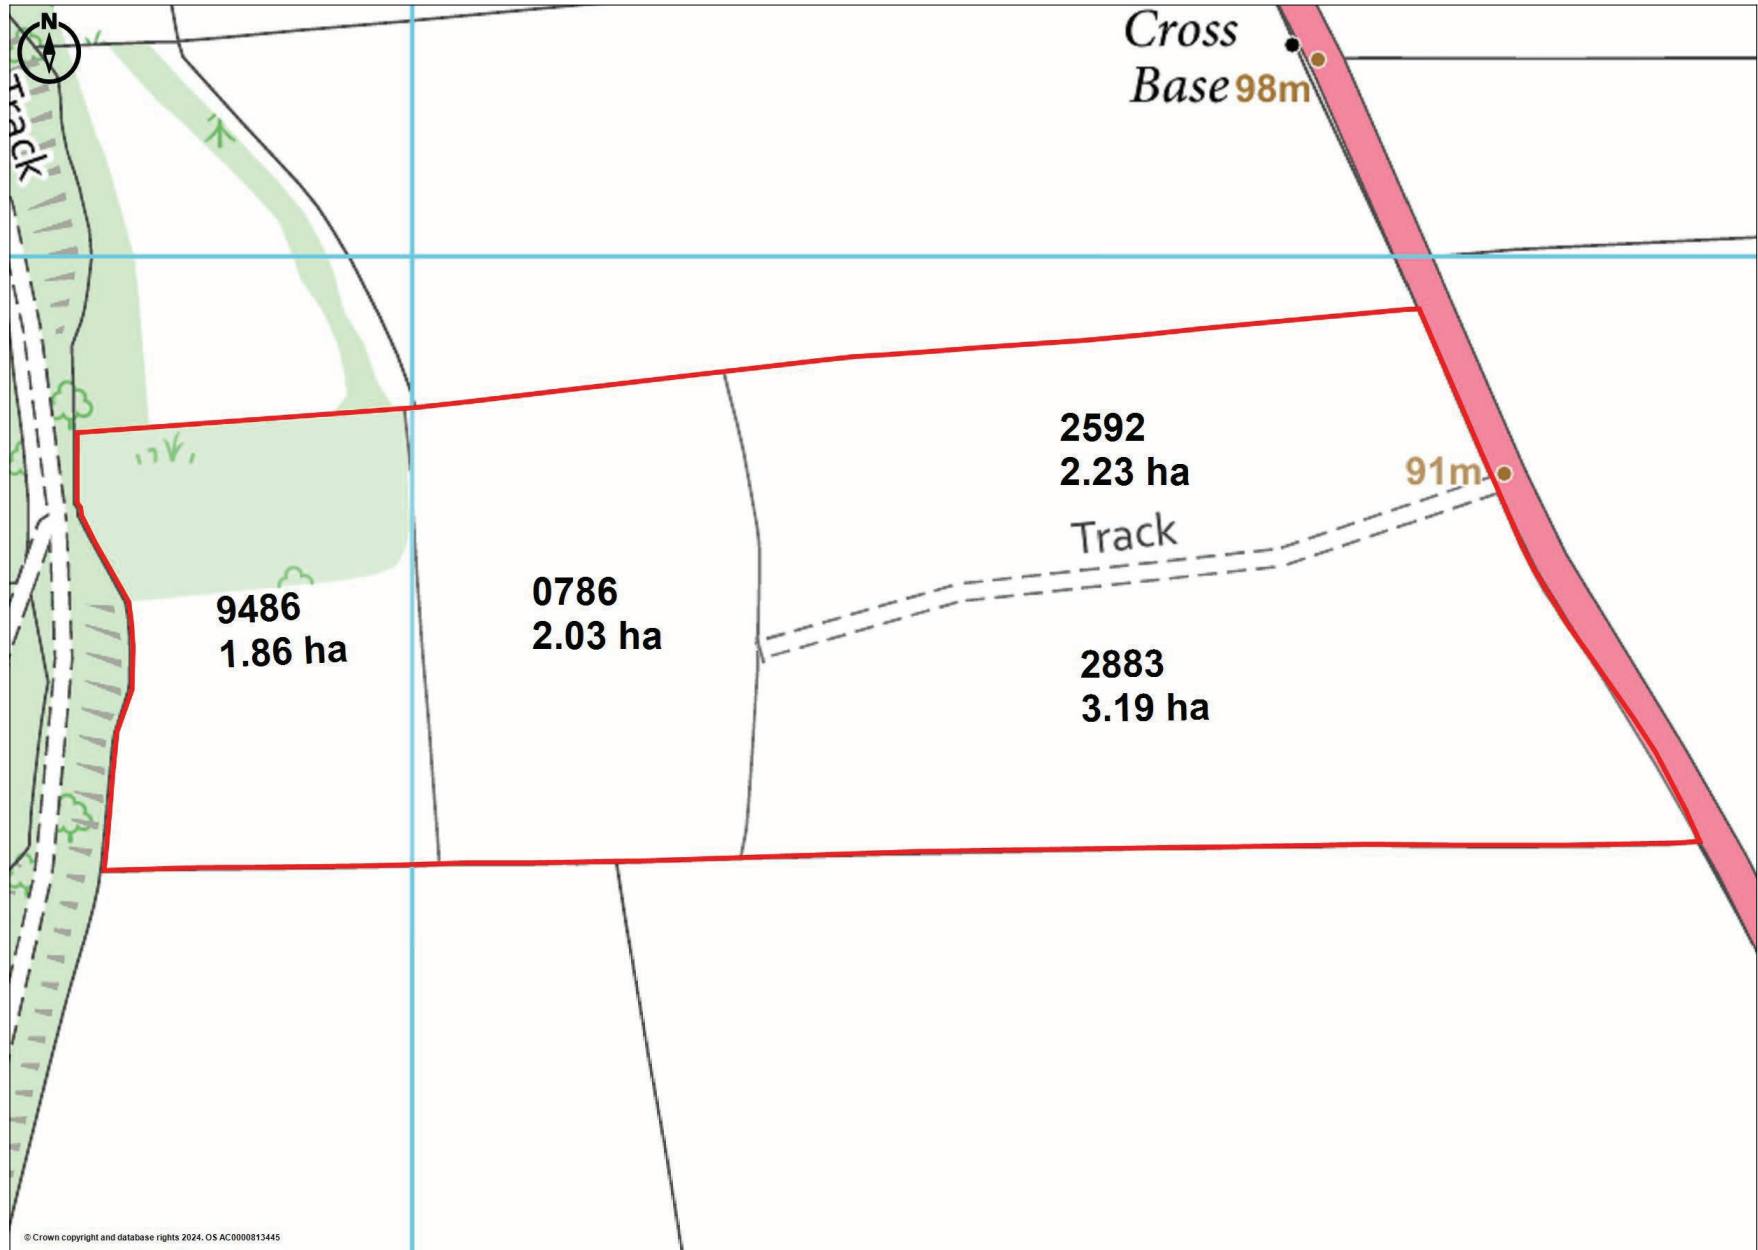 N
Track
Cross
Base 98m
2592
2.23 ha
91m
Track
0786
2.03 ha
9486
1.86 ha
2883
3.19 ha
© Crown copyright and database rights 2024. OS AC0000813445